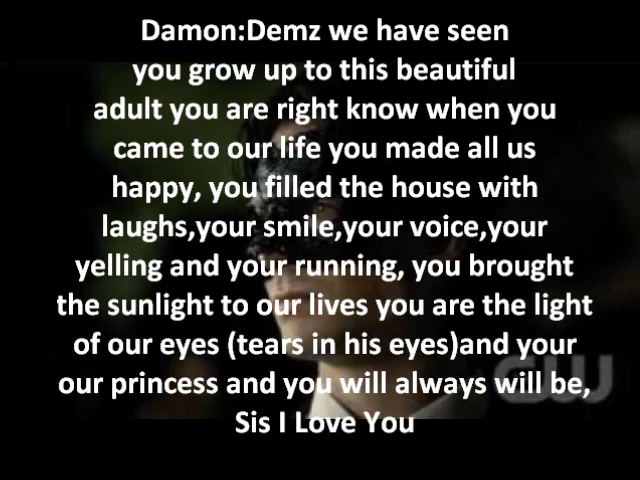 Damon:Demz we have seen
you grow up to this beautiful
adult you are right know when you
came to our life you made all us
happy, you filled the house with
laughs,your smile,your voice,your
yelling and your running, you brought
the sunlight to our lives you are the light
of our eyes (tears in his eyes)and your
our princess and you will always will be,
Sis I Love You
CW